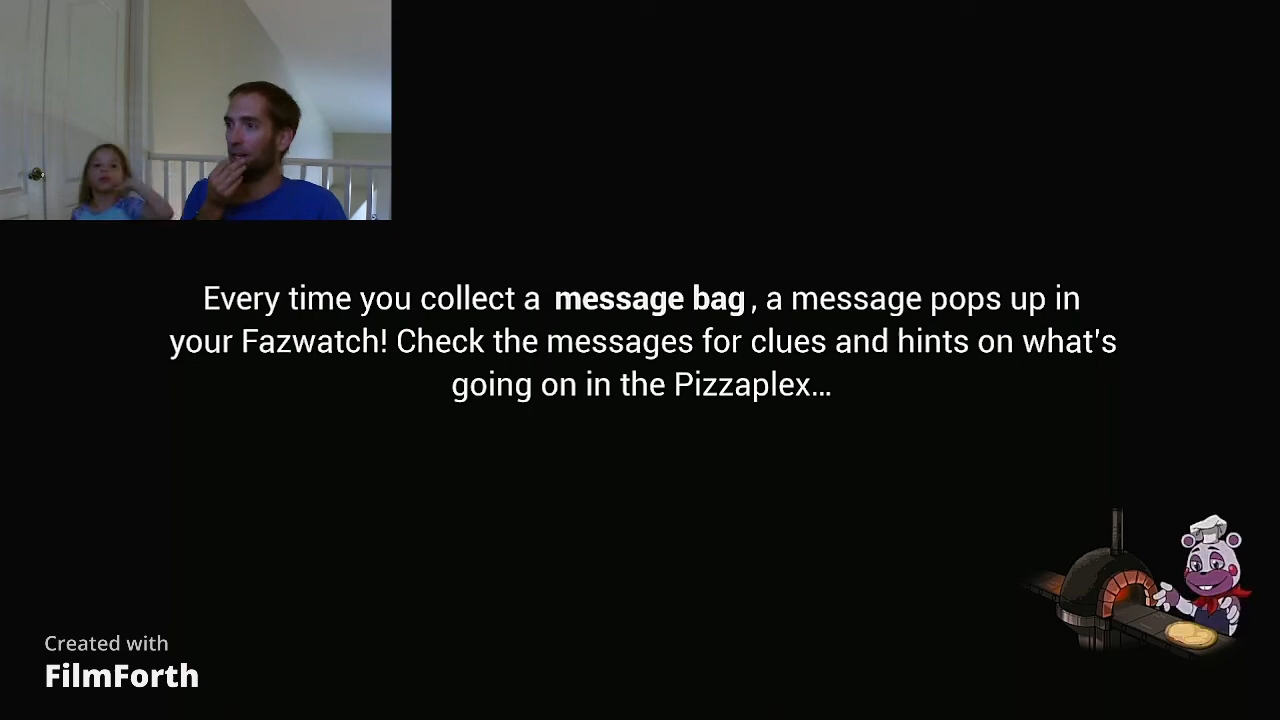 Every time you collect a message bag, a message pops up in
your Fazwatch! Check the messages for clues and hints on what's
going on in the Pizzaplex...
Created with
FilmForth